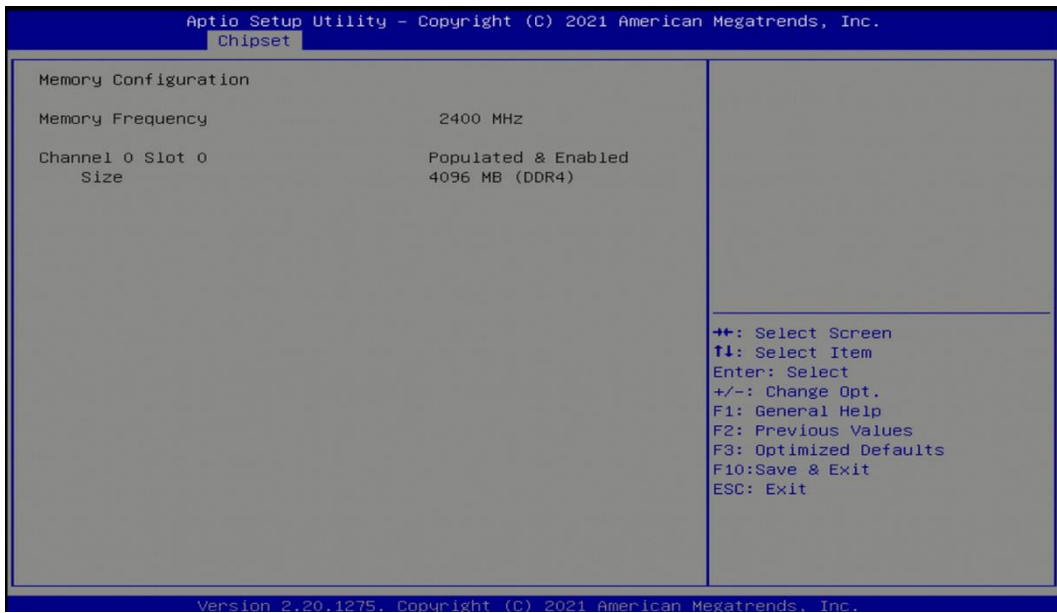 Aptio Setup Utility – Copyright (C) 2021 American Megatrends, Inc.
Chipset
Memory Configuration
Memory Frequency 2400 MHz
Channel 0 Slot 0 Populated & Enabled
Size 4096 MB (DDR4)
→←: Select Screen
↑↓: Select Item
Enter: Select
+/-: Change Opt.
F1: General Help
F2: Previous Values
F3: Optimized Defaults
F10:Save & Exit
ESC: Exit
Version 2.20.1275. Copyright (C) 2021 American Megatrends, Inc.